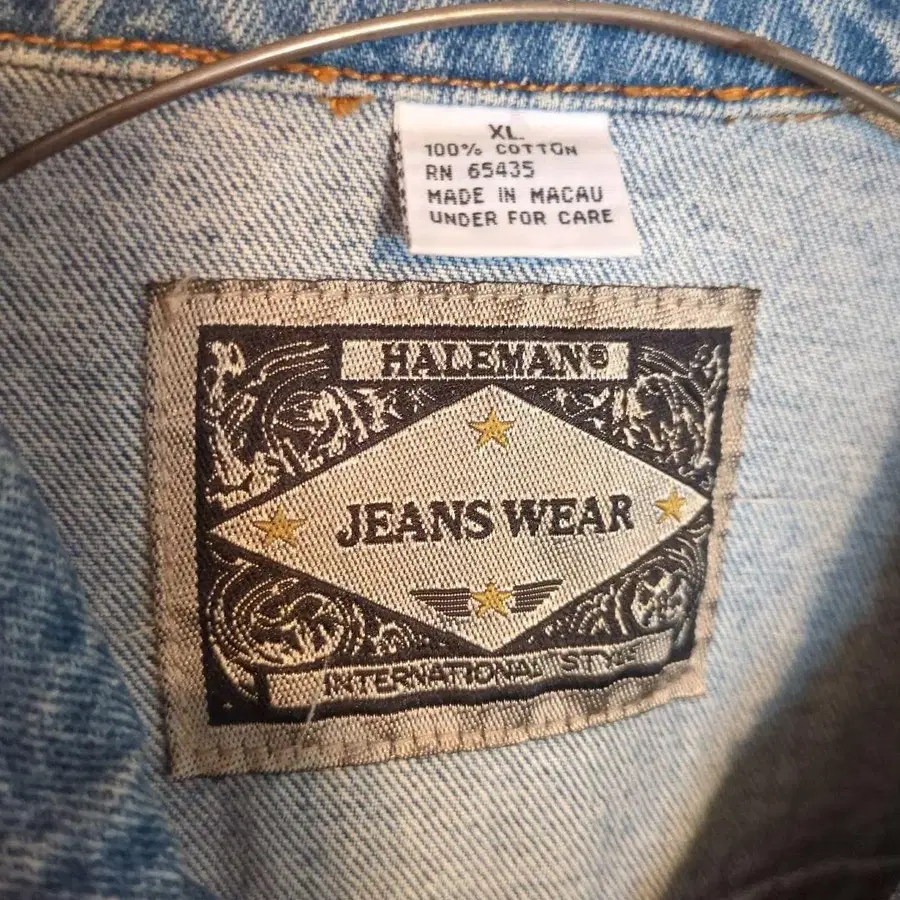 XL
100% COTTON
RN 65435
MADE IN MACAU
UNDER FOR CARE
HALEMAN®
JEANS WEAR
INTERNATIONAL STYLE